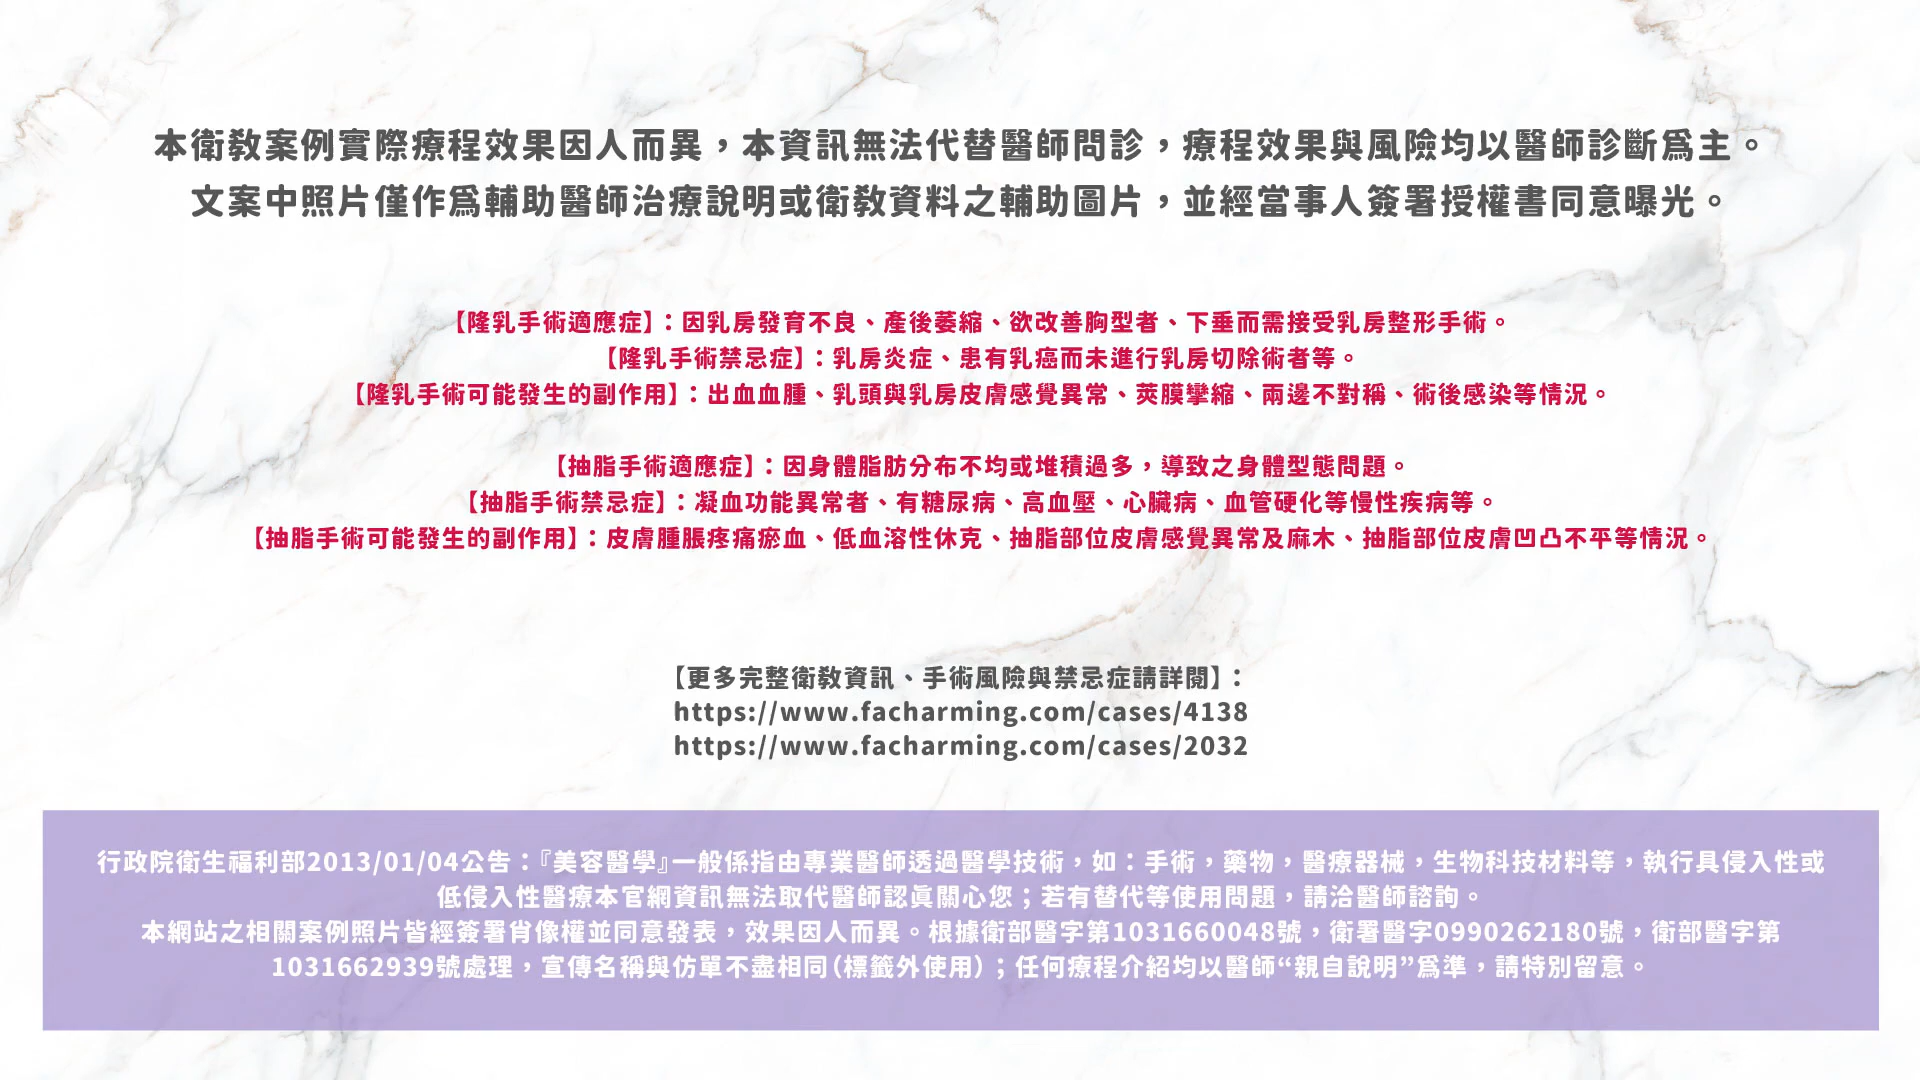 本衛教案例實際療程效果因人而異，本資訊無法代替醫師問診，療程效果與風險均以醫師診斷為主。
文案中照片僅作為輔助醫師治療說明或衛教資料之輔助圖片，並經當事人簽署授權書同意曝光。
【隆乳手術適應症】：因乳房發育不良、產後萎縮、欲改善胸型者、下垂而需接受乳房整形手術。
【隆乳手術禁忌症】：乳房炎症、患有乳癌而未進行乳房切除術者等。
【隆乳手術可能發生的副作用】：出血血腫、乳頭與乳房皮膚感覺異常、莢膜攣縮、兩邊不對稱、術後感染等情況。
【抽脂手術適應症】：因身體脂肪分布不均或堆積過多，導致之身體型態問題。
【抽脂手術禁忌症】：凝血功能異常者、有糖尿病、高血壓、心臟病、血管硬化等慢性疾病等。
【抽脂手術可能發生的副作用】：皮膚腫脹疼痛瘀血、低血溶性休克、抽脂部位皮膚感覺異常及麻木、抽脂部位皮膚凹凸不平等情況。
【更多完整衛教資訊、手術風險與禁忌症請詳閱】：
https://www.facharming.com/cases/4138
https://www.facharming.com/cases/2032
行政院衛生福利部2013/01/04公告：『美容醫學』一般係指由專業醫師透過醫學技術，如：手術，藥物，醫療器械，生物科技材料等，執行具侵入性或
低侵入性醫療本官網資訊無法取代醫師認真關心您；若有替代等使用問題，請洽醫師諮詢。
本網站之相關案例照片皆經簽署肖像權並同意發表，效果因人而異。根據衛部醫字第1031660048號，衛署醫字0990262180號，衛部醫字第
1031662939號處理，宣傳名稱與仿單不盡相同(標籤外使用)；任何療程介紹均以醫師“親自說明”為準，請特別留意。